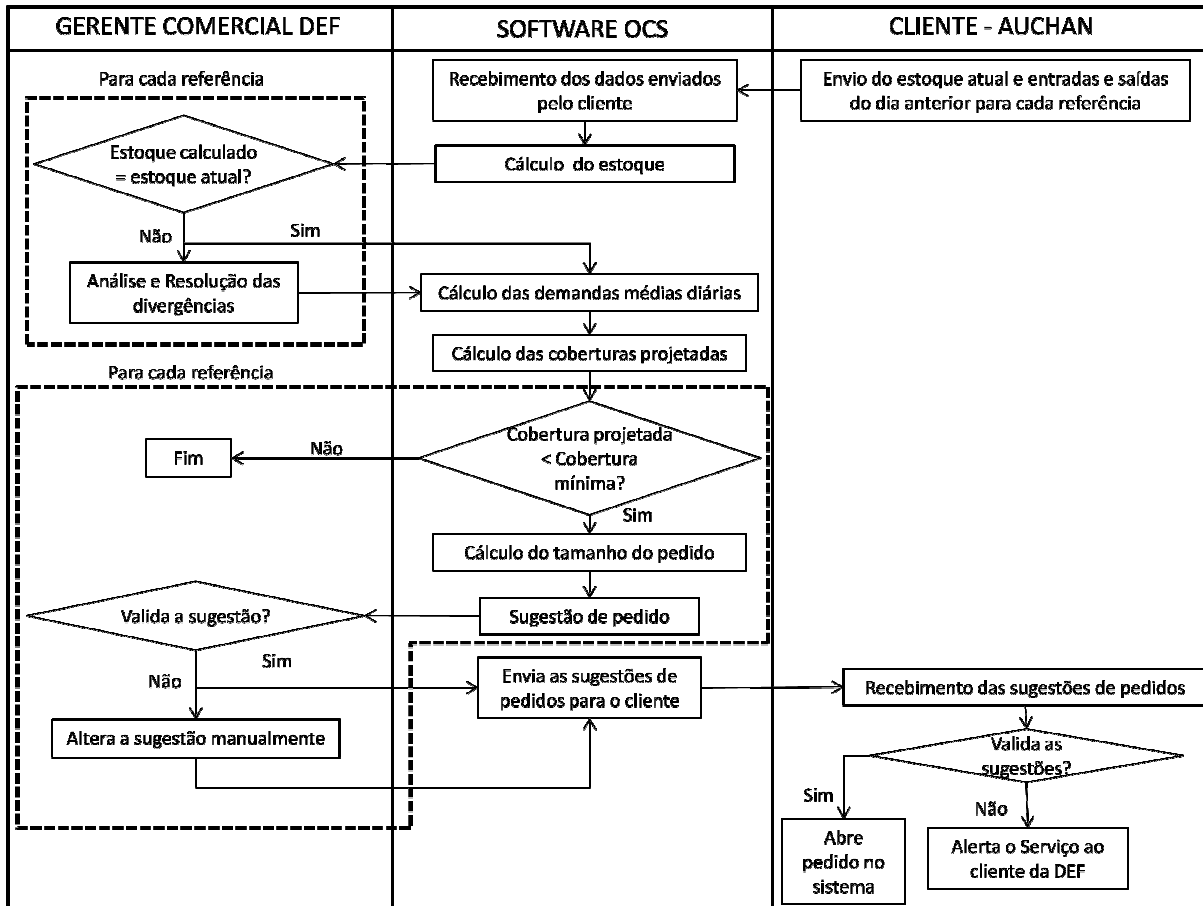 GERENTE COMERCIAL DEF
SOFTWARE OCS
CLIENTE - AUCHAN
Para cada referência
Recebimento dos dados enviados
pelo cliente
Envio do estoque atual e entradas e saídas
do dia anterior para cada referência
Estoque calculado
= estoque atual?
Cálculo do estoque
Não
Sim
Análise e Resolução das
divergências
Cálculo das demandas médias diárias
Cálculo das coberturas projetadas
Para cada referência
Cobertura projetada
< Cobertura
mínima?
Não
Fim
Sim
Cálculo do tamanho do pedido
Valida a sugestão?
Sugestão de pedido
Sim
Não
Envia as sugestões de
pedidos para o cliente
Recebimento das sugestões de pedidos
Altera a sugestão manualmente
Valida as
sugestões?
Sim
Não
Abre
pedido no
sistema
Alerta o Serviço ao
cliente da DEF